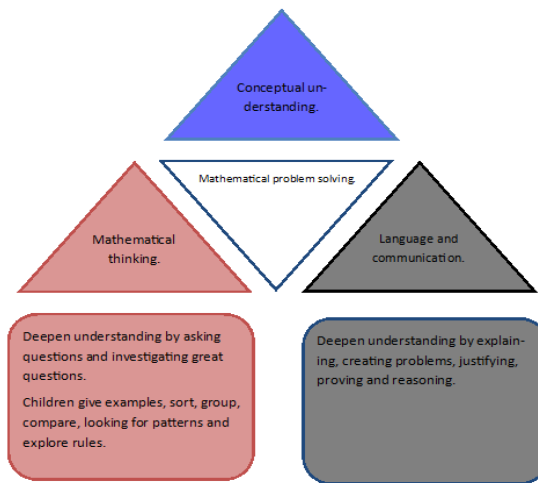 Conceptual un-
derstanding.
Mathematical problem solving.
Mathematical
thinking.
Language and
communication.
Deepen understanding by asking
questions and investigating great
questions.
Children give examples, sort, group,
compare, looking for patterns and
explore rules.
Deepen understanding by explain-
ing, creating problems, justifying,
proving and reasoning.